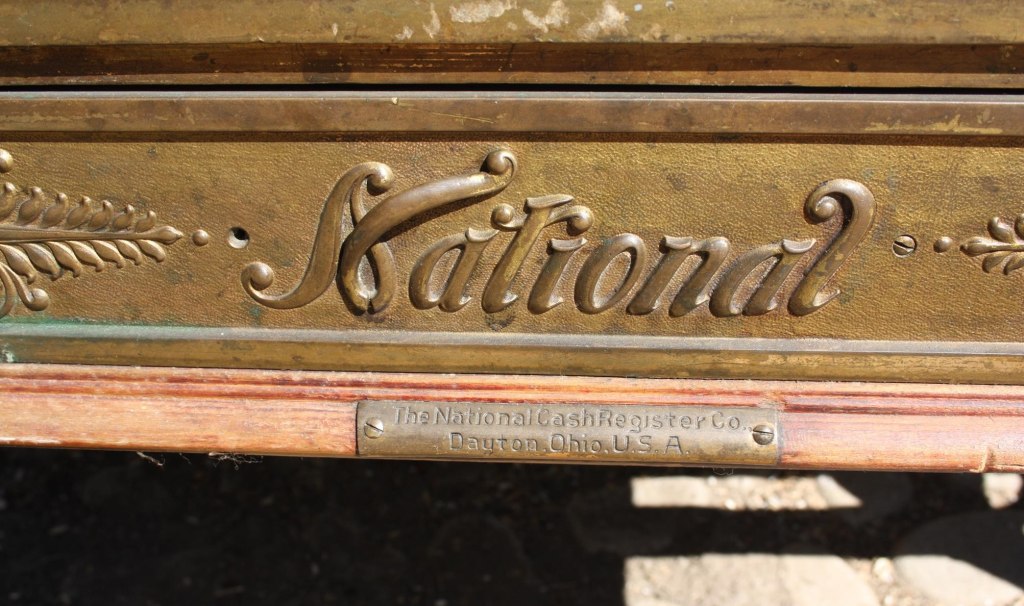 National
The National Cash Register Co.,
Dayton, Ohio, U.S.A.